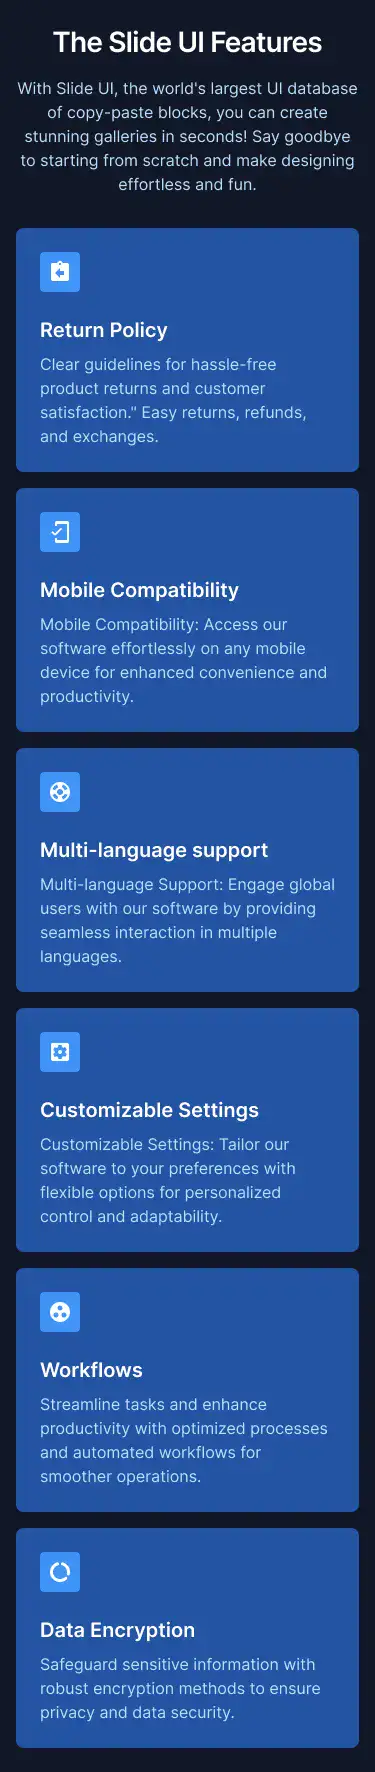 The Slide UI Features
With Slide UI, the world's largest UI database
of copy-paste blocks, you can create
stunning galleries in seconds! Say goodbye
to starting from scratch and make designing
effortless and fun.
Return Policy
Clear guidelines for hassle-free
product returns and customer
satisfaction." Easy returns, refunds,
and exchanges.
Mobile Compatibility
Mobile Compatibility: Access our
software effortlessly on any mobile
device for enhanced convenience and
productivity.
Multi-language support
Multi-language Support: Engage global
users with our software by providing
seamless interaction in multiple
languages.
Customizable Settings
Customizable Settings: Tailor our
software to your preferences with
flexible options for personalized
control and adaptability.
Workflows
Streamline tasks and enhance
productivity with optimized processes
and automated workflows for
smoother operations.
Data Encryption
Safeguard sensitive information with
robust encryption methods to ensure
privacy and data security.